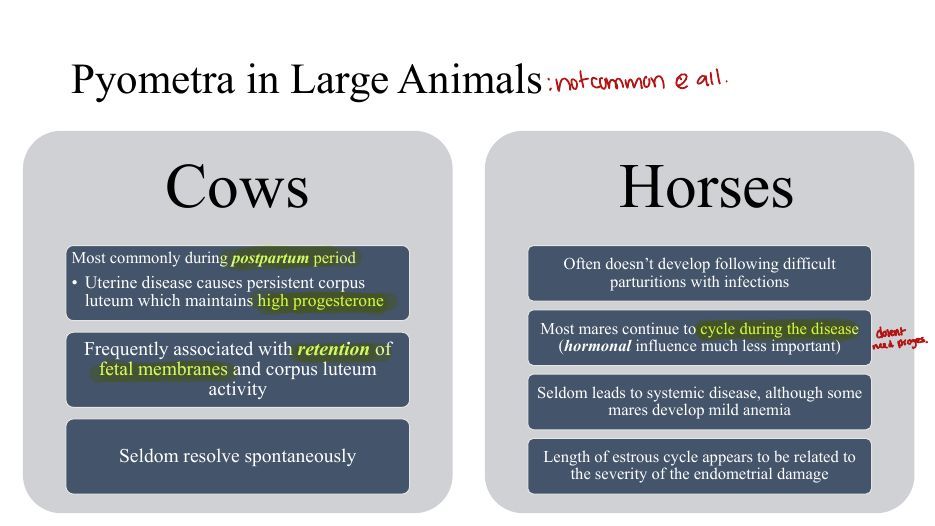 Pyometra in Large Animals :not common e all.
Cows
Most commonly during postpartum period
• Uterine disease causes persistent corpus
luteum which maintains high progesterone
Frequently associated with retention of
fetal membranes and corpus luteum
activity
Seldom resolve spontaneously
Horses
Often doesn’t develop following difficult
parturitions with infections
Most mares continue to cycle during the disease
(hormonal influence much less important)
doesnt
need proges.
Seldom leads to systemic disease, although some
mares develop mild anemia
Length of estrous cycle appears to be related to
the severity of the endometrial damage